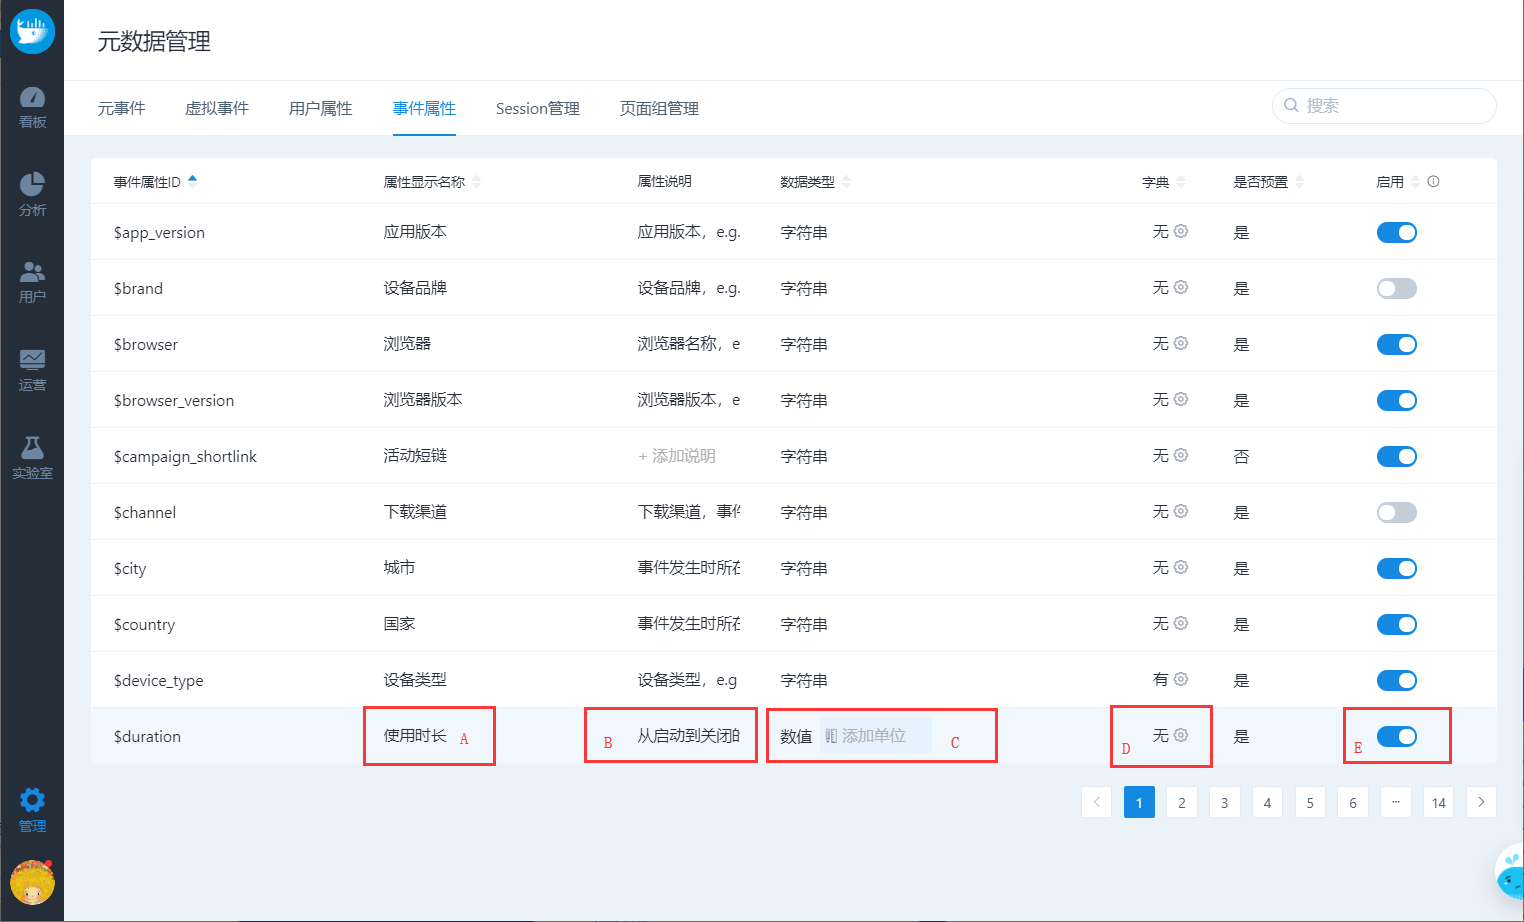 元数据管理
元事件 虚拟事件 用户属性 事件属性 Session管理 页面组管理 搜索
看板
分析
用户
运营
实验室
管理
事件属性ID 属性显示名称 属性说明 数据类型 字典 是否预置 启用
$app_version 应用版本 应用版本，e.g. 字符串 无 是
$brand 设备品牌 设备品牌，e.g. 字符串 无 是
$browser 浏览器 浏览器名称，e 字符串 无 是
$browser_version 浏览器版本 浏览器版本，e 字符串 无 是
$campaign_shortlink 活动短链 + 添加说明 字符串 无 否
$channel 下载渠道 下载渠道，事件 字符串 无 是
$city 城市 事件发生时所在 字符串 无 是
$country 国家 事件发生时所在 字符串 无 是
$device_type 设备类型 设备类型，e.g 字符串 有 是
$duration 使用时长 A B 从启动到关闭的 数值 添加单位 C D 无 是 E
1 2 3 4 5 6 ··· 14